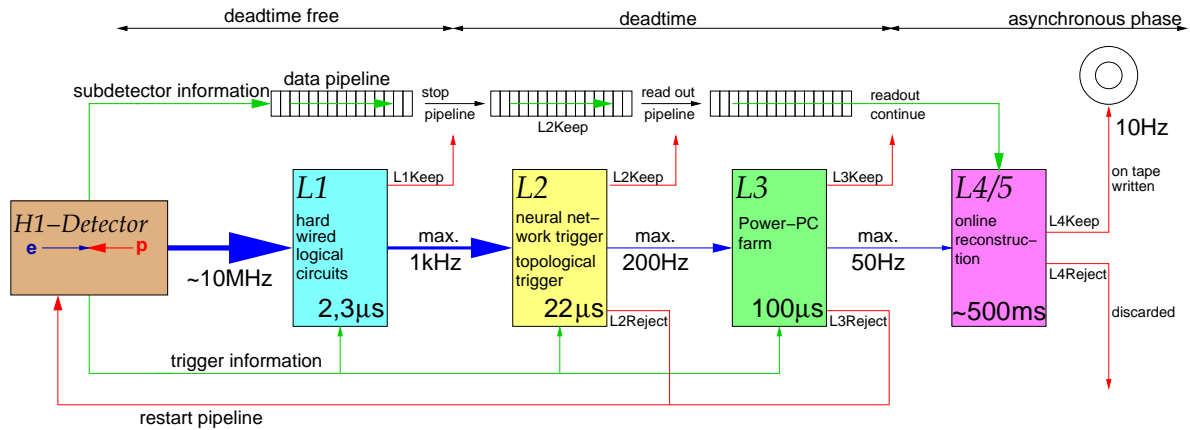 deadtime free
deadtime
asynchronous phase
subdetector information
data pipeline
stop
pipeline
L2Keep
read out
pipeline
readout
continue
10Hz
on tape
written
H1−Detector
e
p
~10MHz
L1
hard
wired
logical
circuits
2,3μs
L1Keep
max.
1kHz
L2
neural net−
work trigger
topological
trigger
22μs
L2Keep
L2Reject
max.
200Hz
L3
Power−PC
farm
100μs
L3Keep
L3Reject
max.
50Hz
L4/5
online
reconstruc−
tion
~500ms
L4Keep
L4Reject
discarded
trigger information
restart pipeline